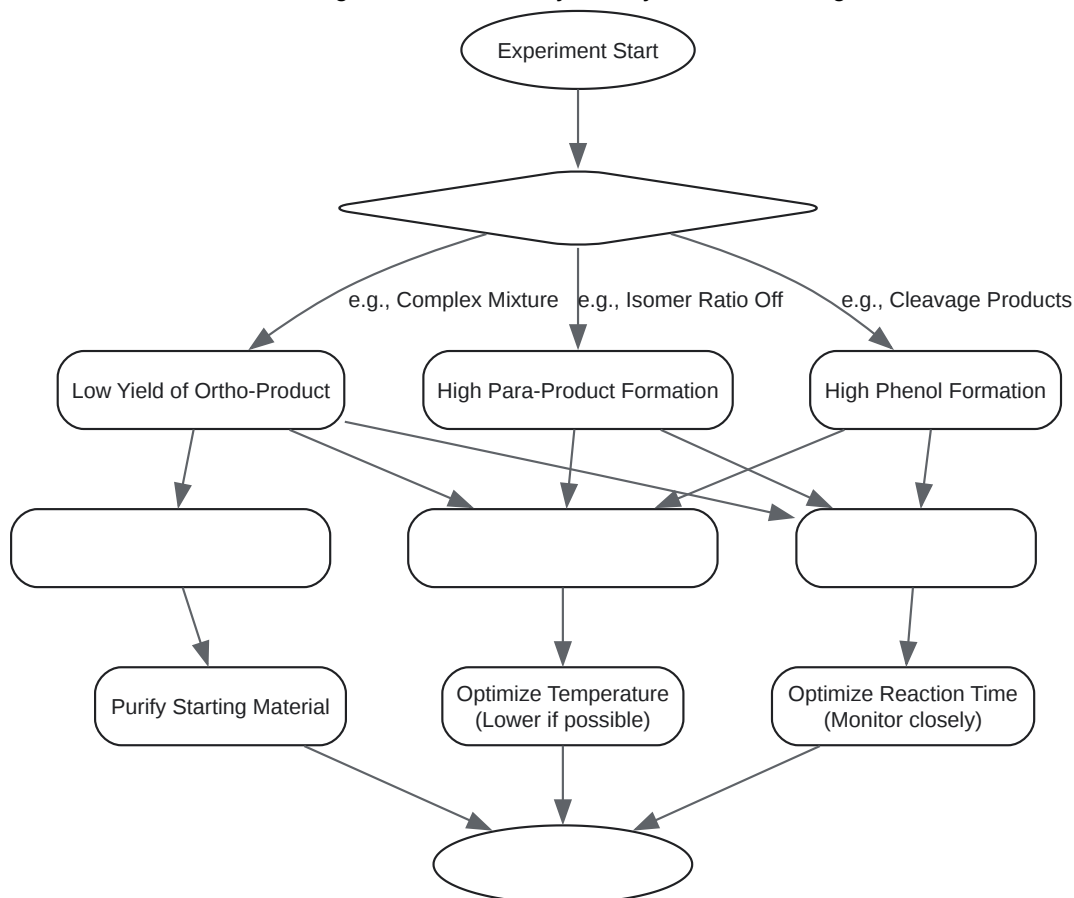 Experiment Start
e.g., Complex Mixture
e.g., Isomer Ratio Off
e.g., Cleavage Products
Low Yield of Ortho-Product
High Para-Product Formation
High Phenol Formation
Purify Starting Material
Optimize Temperature
(Lower if possible)
Optimize Reaction Time
(Monitor closely)